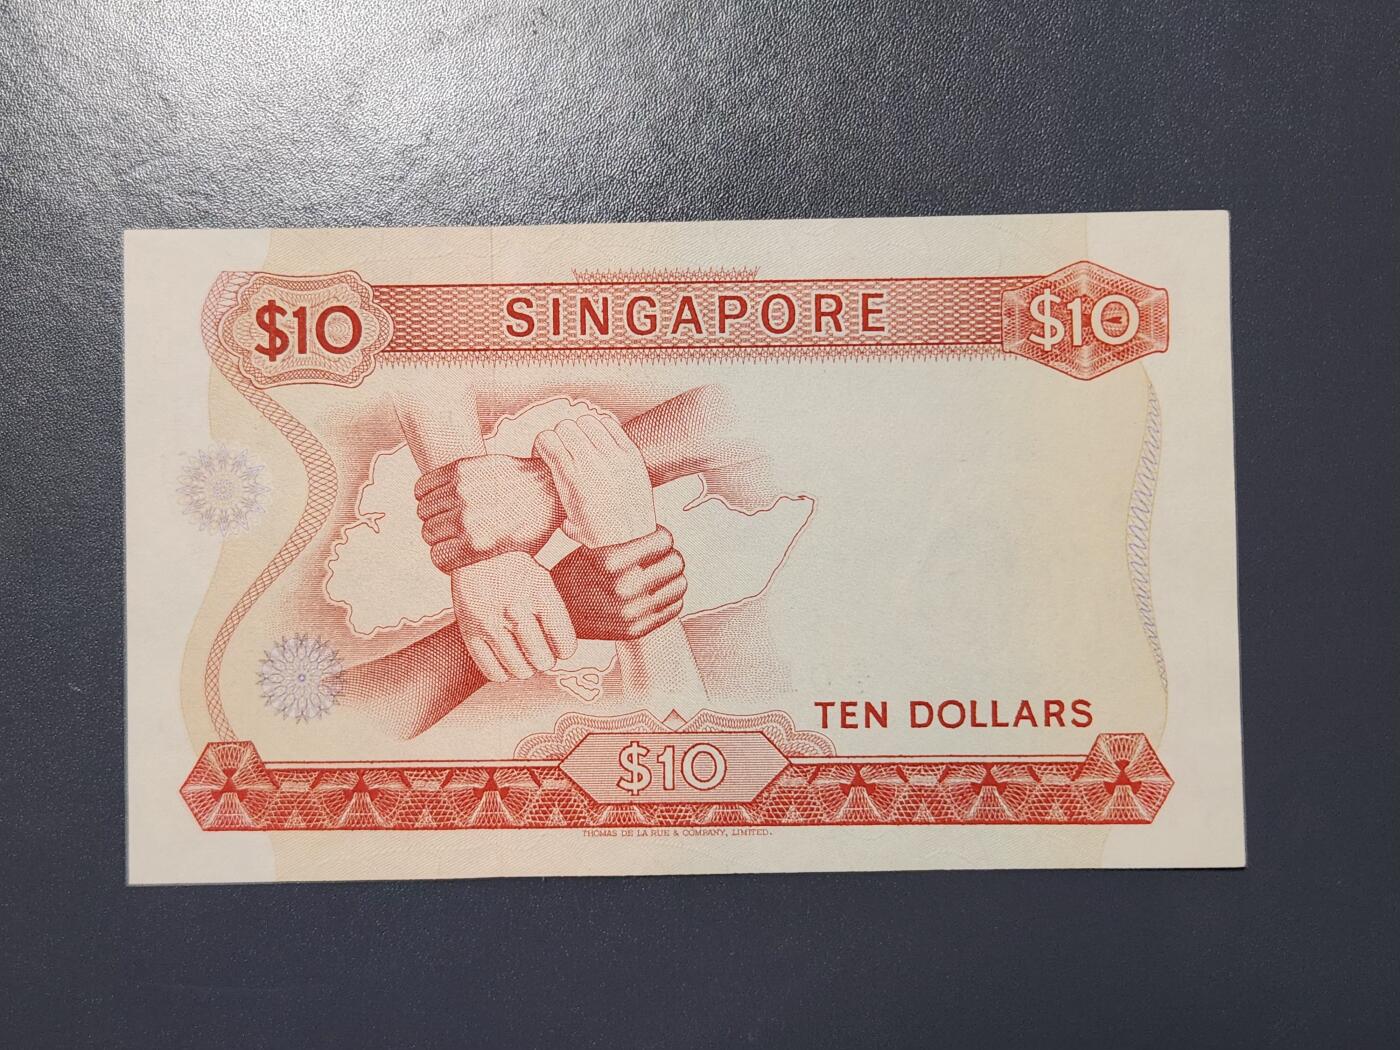 $10 SINGAPORE $10
TEN DOLLARS
$10
THOMAS DE LA RUE & COMPANY, LIMITED.